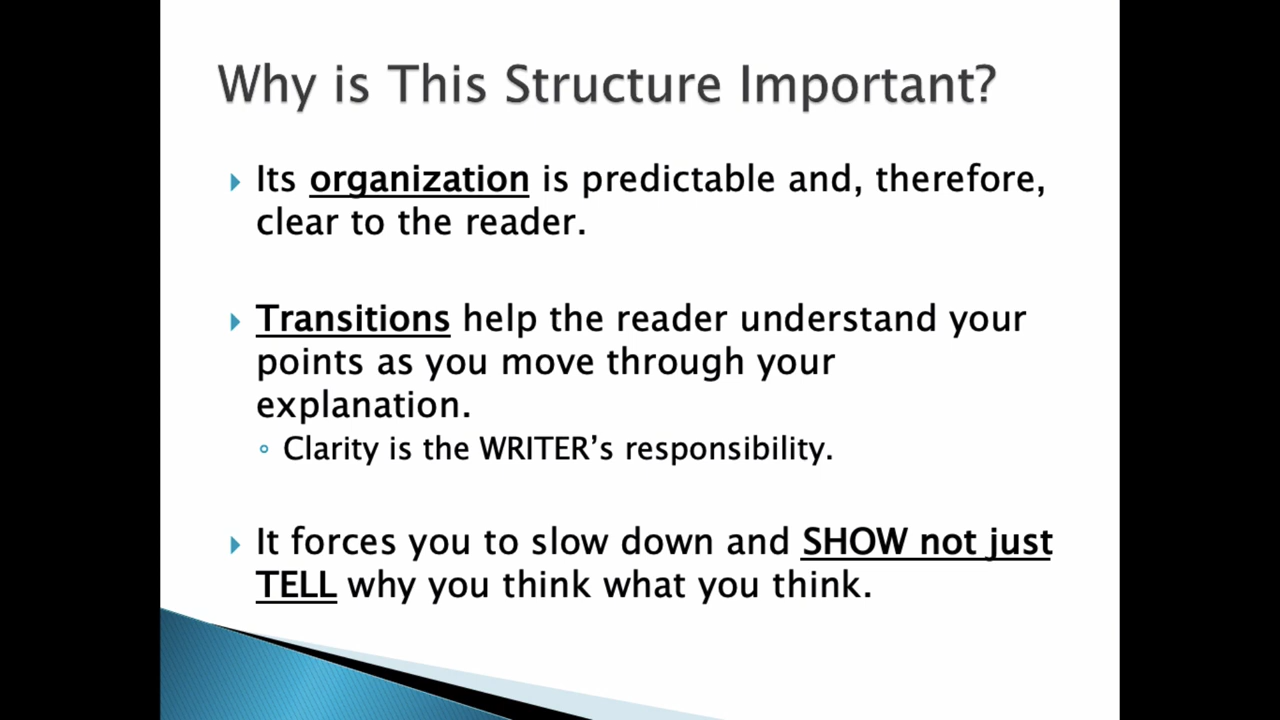 Why is This Structure Important?
Its organization is predictable and, therefore,
clear to the reader.
Transitions help the reader understand your
points as you move through your
explanation.
Clarity is the WRITER’s responsibility.
It forces you to slow down and SHOW not just
TELL why you think what you think.